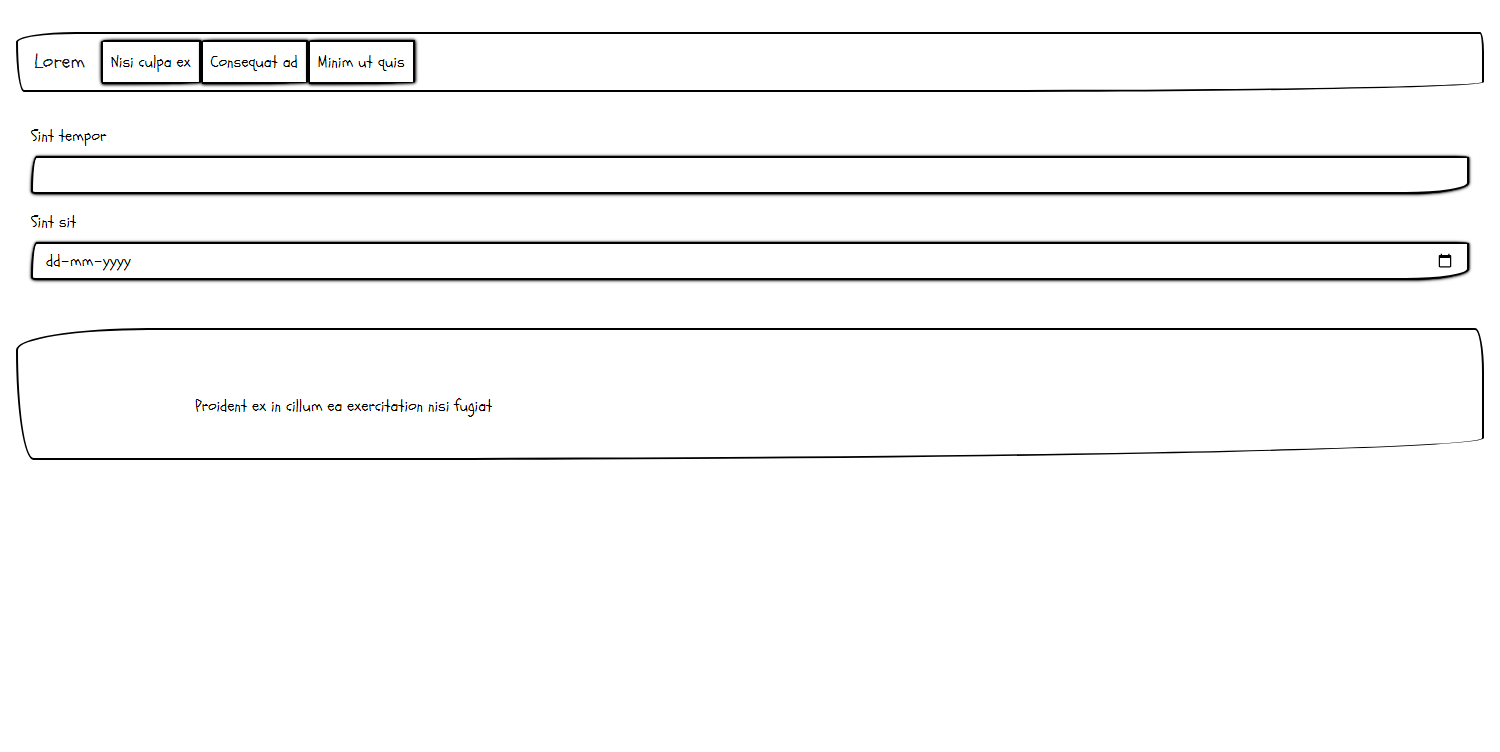 Lorem Nisi culpa ex Consequat ad Minim ut quis
Sint tempor
Sint sit
dd-mm-yyyy
Proident ex in cillum ea exercitation nisi fugiat